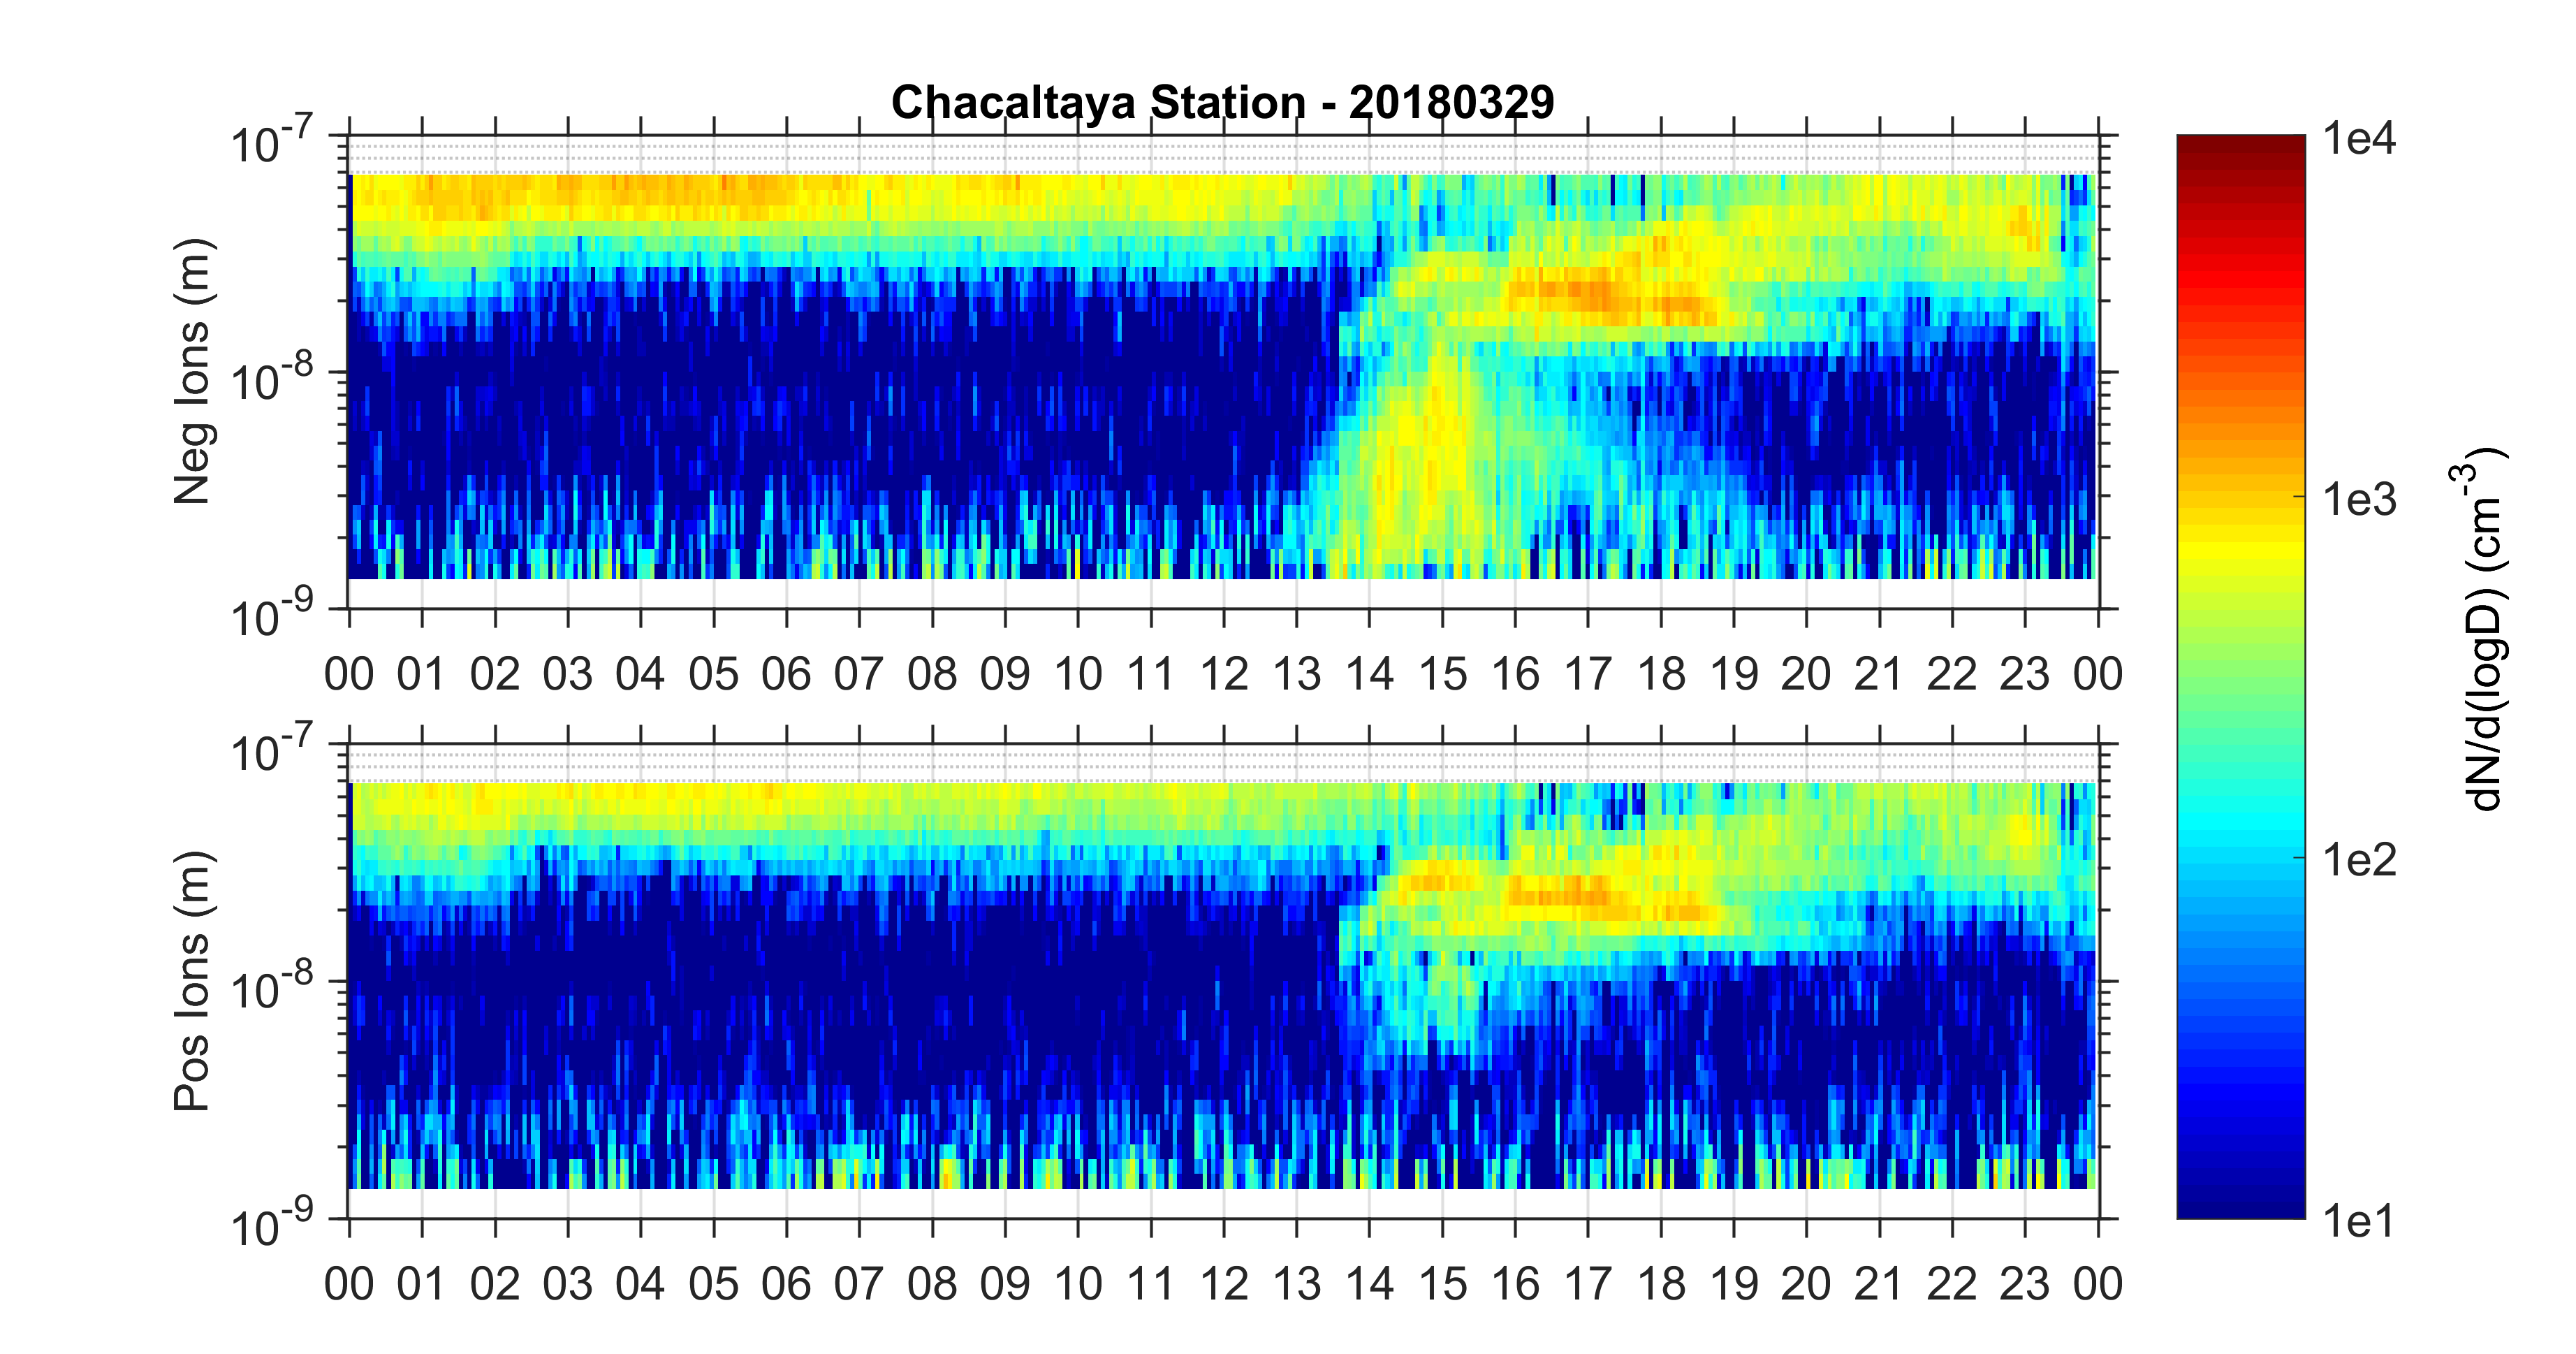 Chacaltaya Station - 20180329
10-7
10-8
10-9
Neg Ions (m)
00 01 02 03 04 05 06 07 08 09 10 11 12 13 14 15 16 17 18 19 20 21 22 23 00
10-7
10-8
10-9
Pos Ions (m)
00 01 02 03 04 05 06 07 08 09 10 11 12 13 14 15 16 17 18 19 20 21 22 23 00
1e4
1e3
1e2
1e1
dN/d(logD) (cm-3)